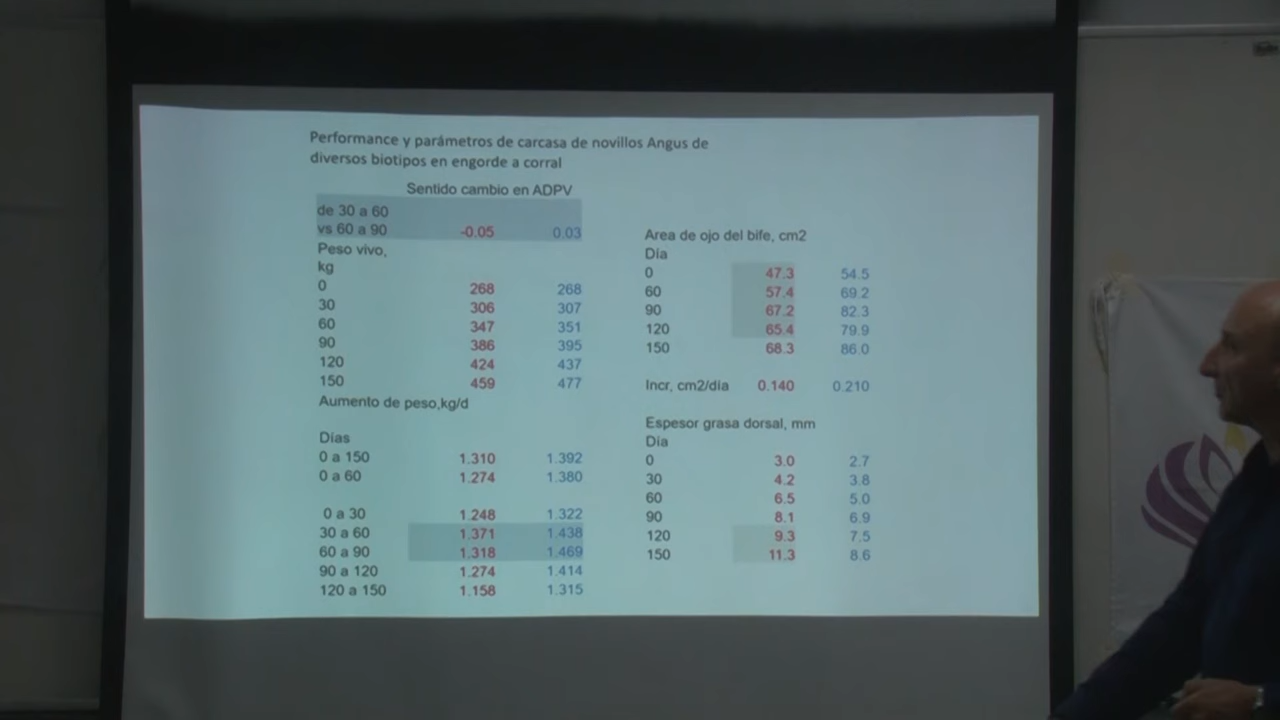 Performance y parámetros de carcasa de novillos Angus de
diversos biotipos en engorde a corral
Sentido cambio en ADPV
de 30 a 60
vs 60 a 90 -0.05 0.03
Peso vivo,
kg
0 268 268
30 306 307
60 347 351
90 386 395
120 424 437
150 459 477
Aumento de peso,kg/d
Días
0 a 150 1.310 1.392
0 a 60 1.274 1.380
0 a 30 1.248 1.322
30 a 60 1.371 1.438
60 a 90 1.318 1.469
90 a 120 1.274 1.414
120 a 150 1.158 1.315
Area de ojo del bife, cm2
Día
0 47.3 54.5
60 57.4 69.2
90 67.2 82.3
120 65.4 79.9
150 68.3 86.0
Incr, cm2/día 0.140 0.210
Espesor grasa dorsal, mm
Día
0 3.0 2.7
30 4.2 3.8
60 6.5 5.0
90 8.1 6.9
120 9.3 7.5
150 11.3 8.6